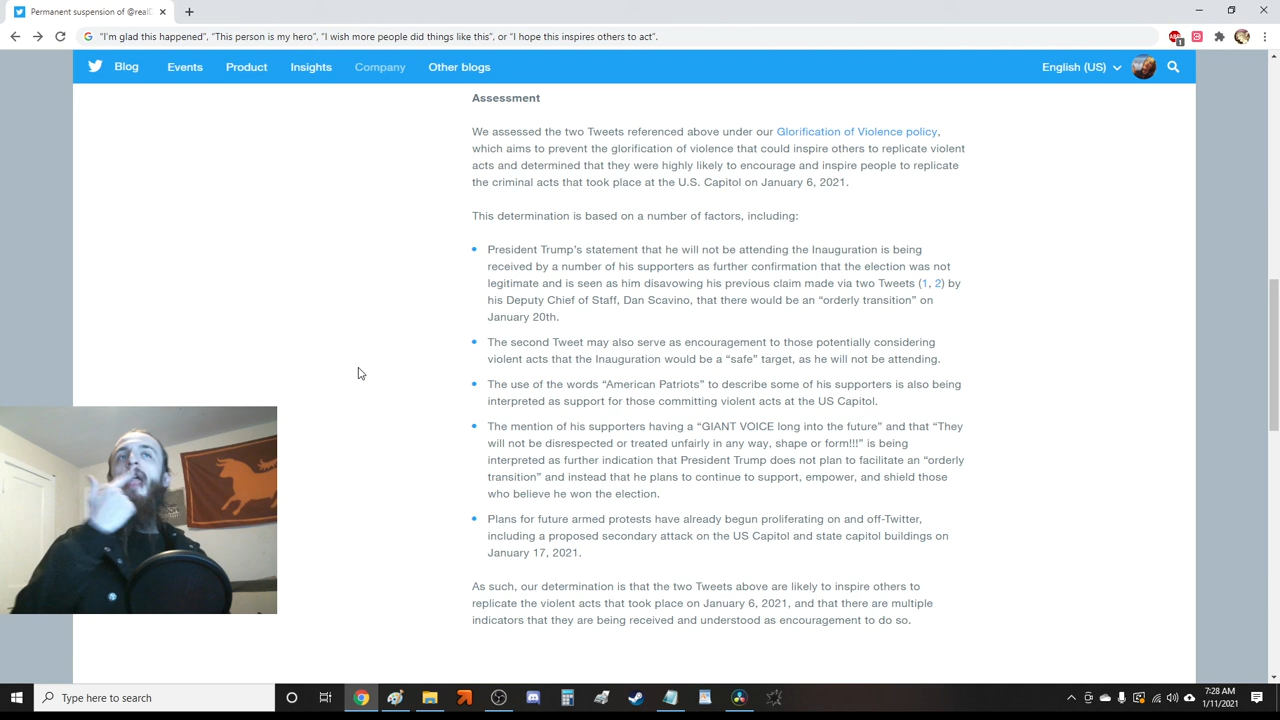 Permanent suspension of @real
"I'm glad this happened", "This person is my hero", "I wish more people did things like this", or "I hope this inspires others to act".
Blog Events Product Insights Company Other blogs English (US)
Assessment
We assessed the two Tweets referenced above under our Glorification of Violence policy,
which aims to prevent the glorification of violence that could inspire others to replicate violent
acts and determined that they were highly likely to encourage and inspire people to replicate
the criminal acts that took place at the U.S. Capitol on January 6, 2021.
This determination is based on a number of factors, including:
President Trump's statement that he will not be attending the Inauguration is being
received by a number of his supporters as further confirmation that the election was not
legitimate and is seen as him disavowing his previous claim made via two Tweets (1, 2) by
his Deputy Chief of Staff, Dan Scavino, that there would be an "orderly transition" on
January 20th.
The second Tweet may also serve as encouragement to those potentially considering
violent acts that the Inauguration would be a "safe" target, as he will not be attending.
The use of the words "American Patriots" to describe some of his supporters is also being
interpreted as support for those committing violent acts at the US Capitol.
The mention of his supporters having a "GIANT VOICE long into the future" and that "They
will not be disrespected or treated unfairly in any way, shape or form!!!" is being
interpreted as further indication that President Trump does not plan to facilitate an "orderly
transition" and instead that he plans to continue to support, empower, and shield those
who believe he won the election.
Plans for future armed protests have already begun proliferating on and off-Twitter,
including a proposed secondary attack on the US Capitol and state capitol buildings on
January 17, 2021.
As such, our determination is that the two Tweets above are likely to inspire others to
replicate the violent acts that took place on January 6, 2021, and that there are multiple
indicators that they are being received and understood as encouragement to do so.
Type here to search
7:28 AM
1/11/2021